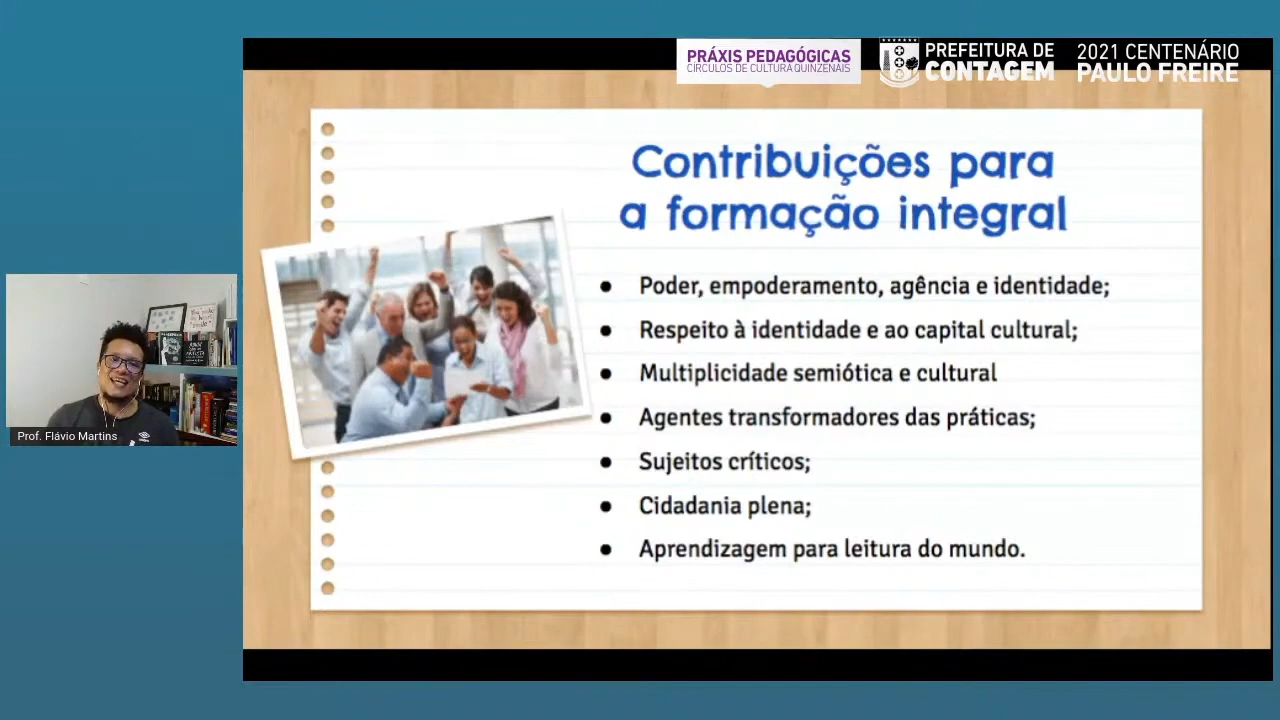 PRÁXIS PEDAGÓGICAS
CÍRCULOS DE CULTURA QUINZENAIS
PREFEITURA DE
CONTAGEM
2021 CENTENÁRIO
PAULO FREIRE
Contribuições para
a formação integral
Poder, empoderamento, agência e identidade;
Respeito à identidade e ao capital cultural;
Multiplicidade semiótica e cultural
Agentes transformadores das práticas;
Sujeitos críticos;
Cidadania plena;
Aprendizagem para leitura do mundo.
Prof. Flávio Martins